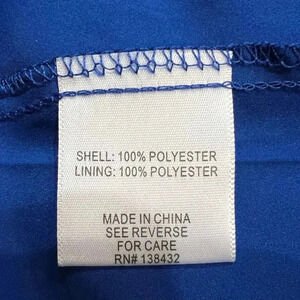 SHELL: 100% POLYESTER
LINING: 100% POLYESTER
MADE IN CHINA
SEE REVERSE
FOR CARE
RN# 138432